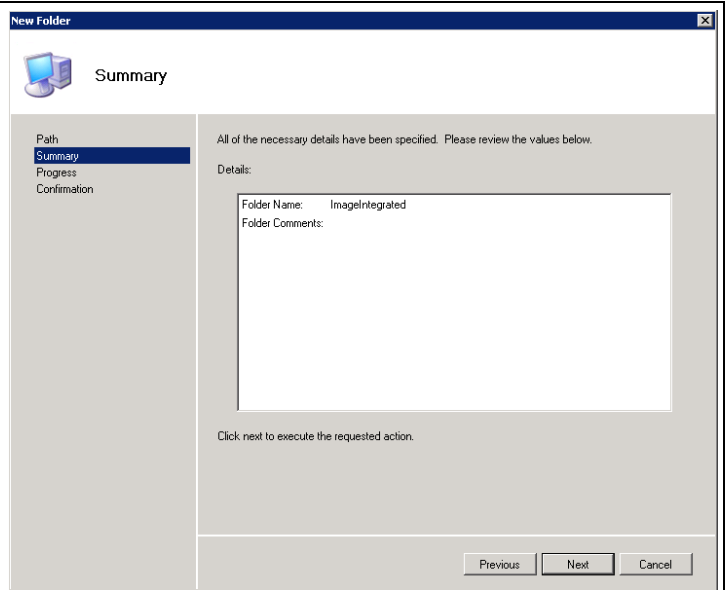 New Folder
Summary
Path
Summary
Progress
Confirmation
All of the necessary details have been specified. Please review the values below.
Details:
Folder Name: ImageIntegrated
Folder Comments:
Click next to execute the requested action.
Previous Next Cancel